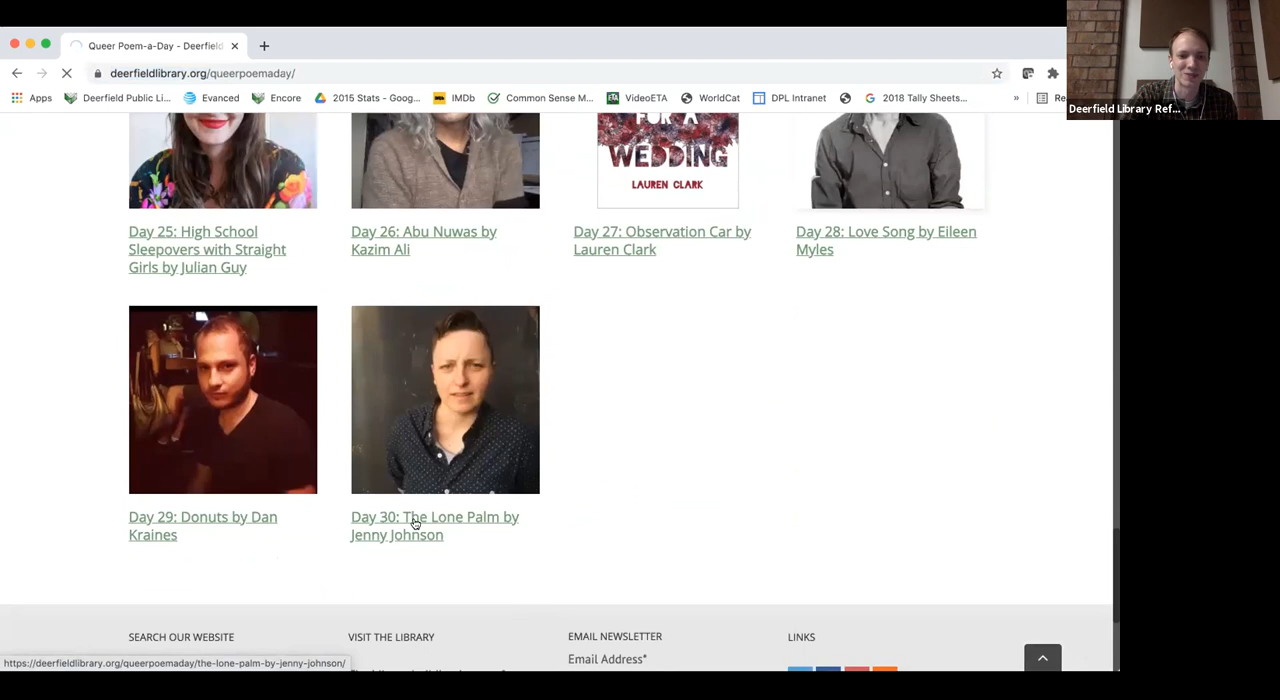 Queer Poem-a-Day - Deerfield
deerfieldlibrary.org/queerpoemaday/
Apps
Deerfield Public Li...
Evanced
Encore
2015 Stats - Goog...
IMDb
Common Sense M...
VideoETA
WorldCat
DPL Intranet
2018 Tally Sheets...
»
Re
Deerfield Library Ref...
FOR A
WEDDING
LAUREN CLARK
Day 25: High School
Sleepovers with Straight
Girls by Julian Guy
Day 26: Abu Nuwas by
Kazim Ali
Day 27: Observation Car by
Lauren Clark
Day 28: Love Song by Eileen
Myles
Day 29: Donuts by Dan
Kraines
Day 30: The Lone Palm by
Jenny Johnson
SEARCH OUR WEBSITE
VISIT THE LIBRARY
EMAIL NEWSLETTER
LINKS
Email Address*
https://deerfieldlibrary.org/queerpoemaday/the-lone-palm-by-jenny-johnson/